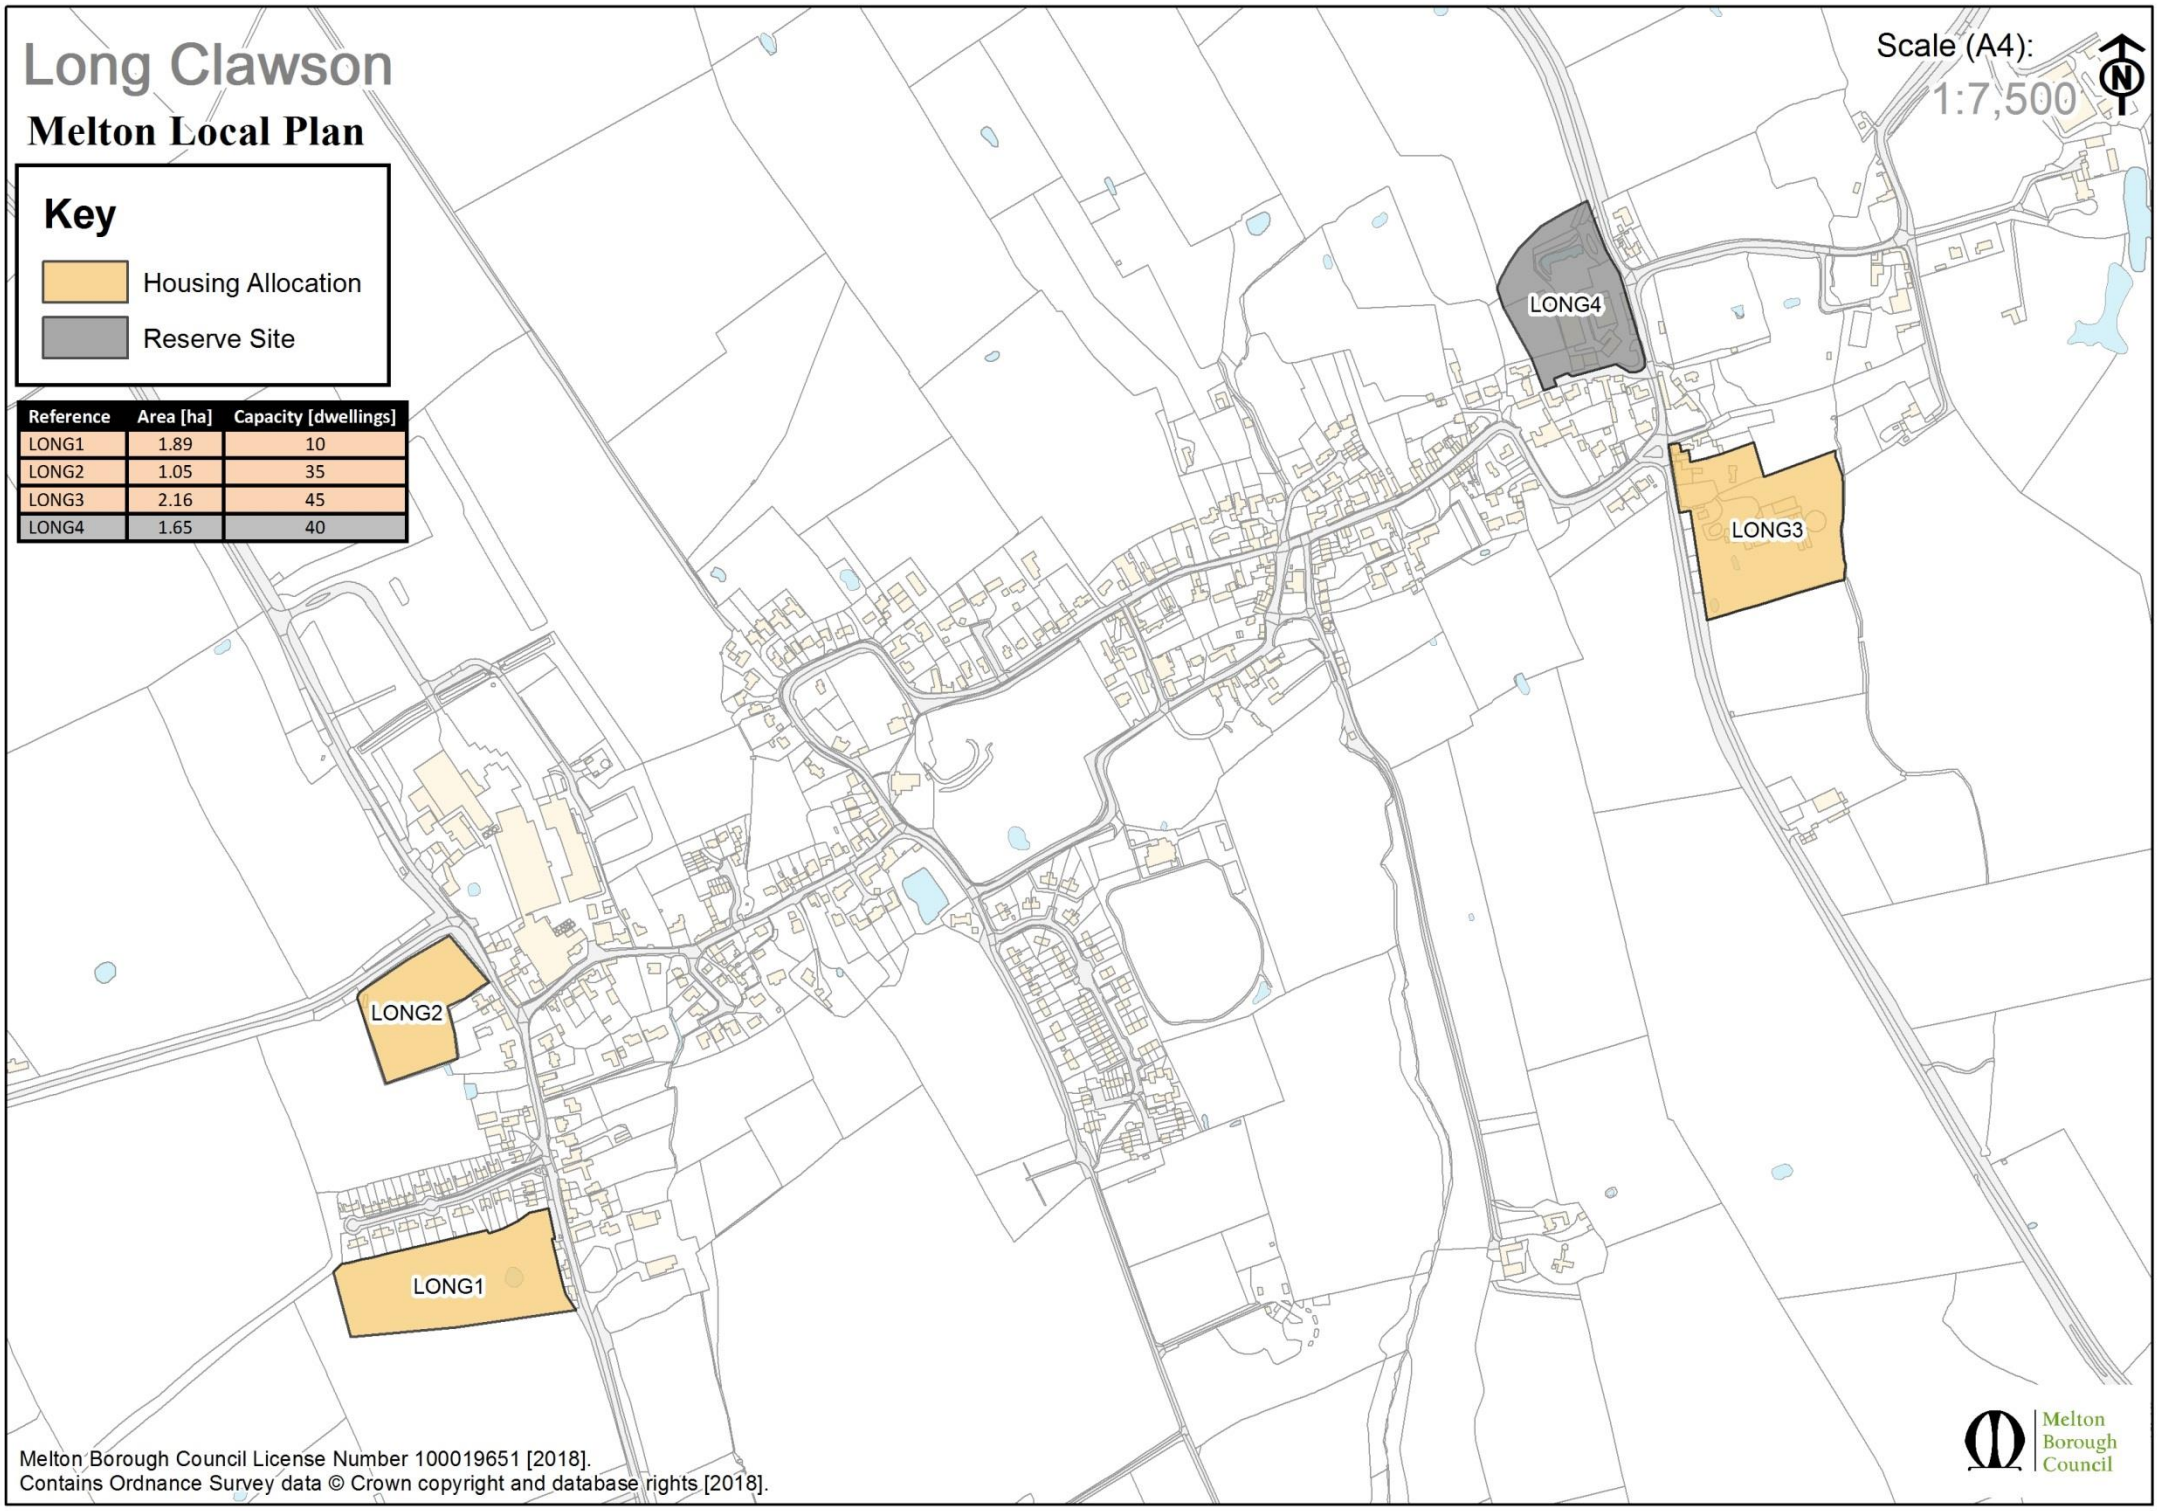 Long Clawson
Melton Local Plan
Scale (A4):
1:7,500
N
Key
Housing Allocation
Reserve Site
Reference Area [ha] Capacity [dwellings]
LONG1 1.89 10
LONG2 1.05 35
LONG3 2.16 45
LONG4 1.65 40
LONG4
LONG3
LONG2
LONG1
Melton Borough Council License Number 100019651 [2018].
Contains Ordnance Survey data © Crown copyright and database rights [2018].
Melton
Borough
Council